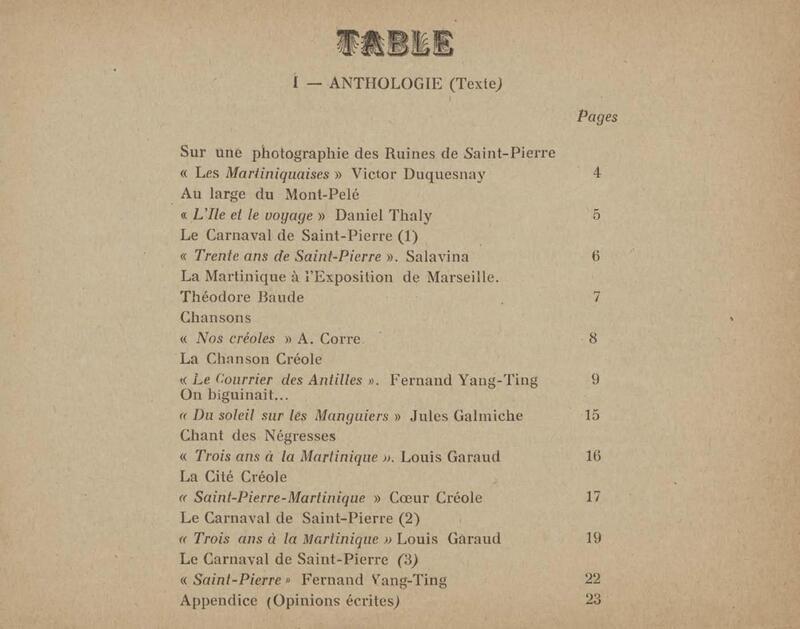 TABLE
I — ANTHOLOGIE (Texte)
Pages
Sur une photographie des Ruines de Saint-Pierre
« Les Martiniquaises » Victor Duquesnay 4
Au large du Mont-Pelé
« L'Ile et le voyage » Daniel Thaly 5
Le Carnaval de Saint-Pierre (1)
« Trente ans de Saint-Pierre ». Salavina 6
La Martinique à l'Exposition de Marseille.
Théodore Baude 7
Chansons
« Nos créoles » A. Corre 8
La Chanson Créole
« Le Courrier des Antilles ». Fernand Yang-Ting 9
On biguinait...
« Du soleil sur les Manguiers » Jules Galmiche 15
Chant des Négresses
« Trois ans à la Martinique ». Louis Garaud 16
La Cité Créole
« Saint-Pierre-Martinique » Cœur Créole 17
Le Carnaval de Saint-Pierre (2)
« Trois ans à la Martinique » Louis Garaud 19
Le Carnaval de Saint-Pierre (3)
« Saint-Pierre » Fernand Yang-Ting 22
Appendice (Opinions écrites) 23